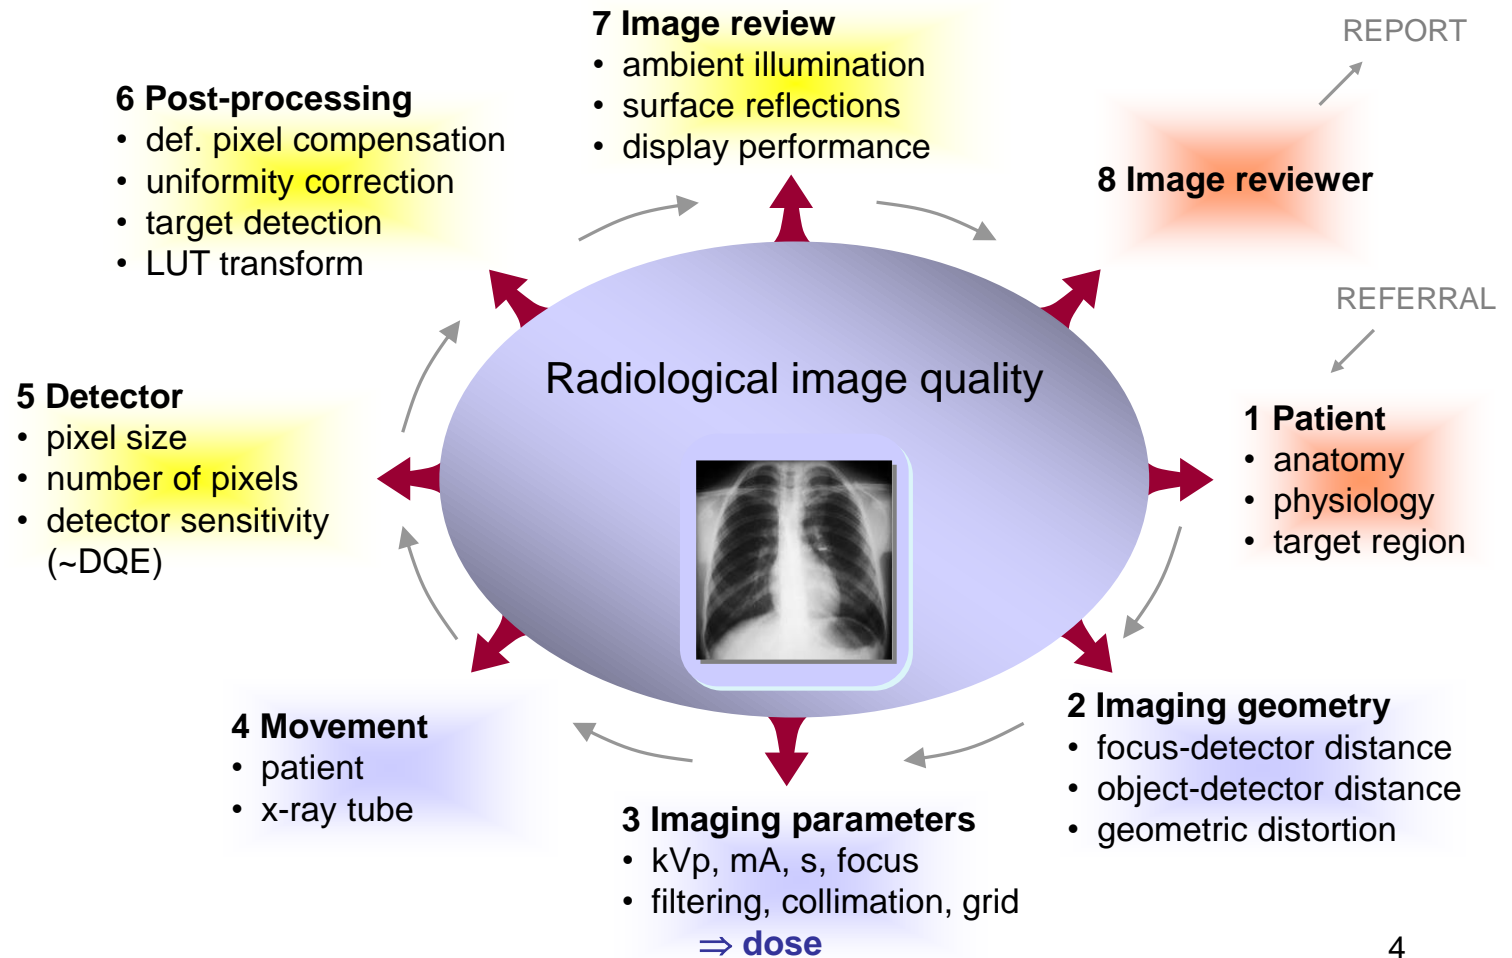 7 Image review
• ambient illumination
• surface reflections
• display performance
REPORT
6 Post-processing
• def. pixel compensation
• uniformity correction
• target detection
• LUT transform
8 Image reviewer
REFERRAL
Radiological image quality
5 Detector
• pixel size
• number of pixels
• detector sensitivity
(~DQE)
1 Patient
• anatomy
• physiology
• target region
4 Movement
• patient
• x-ray tube
2 Imaging geometry
• focus-detector distance
• object-detector distance
• geometric distortion
3 Imaging parameters
• kVp, mA, s, focus
• filtering, collimation, grid
⇒ dose
4